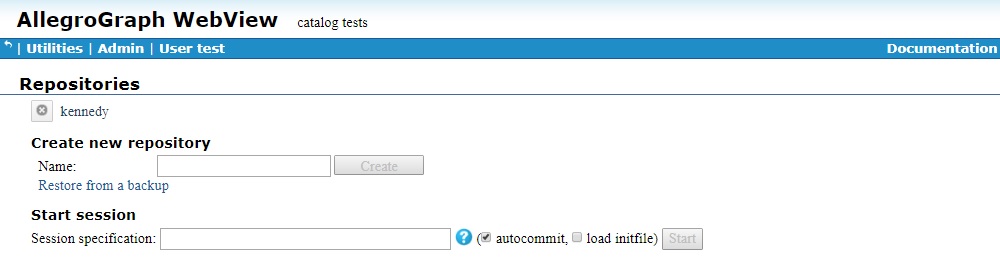 AllegroGraph WebView catalog tests
| Utilities | Admin | User test Documentation
Repositories
kennedy
Create new repository
Name: Create
Restore from a backup
Start session
Session specification: ? (autocommit, load initfile) Start